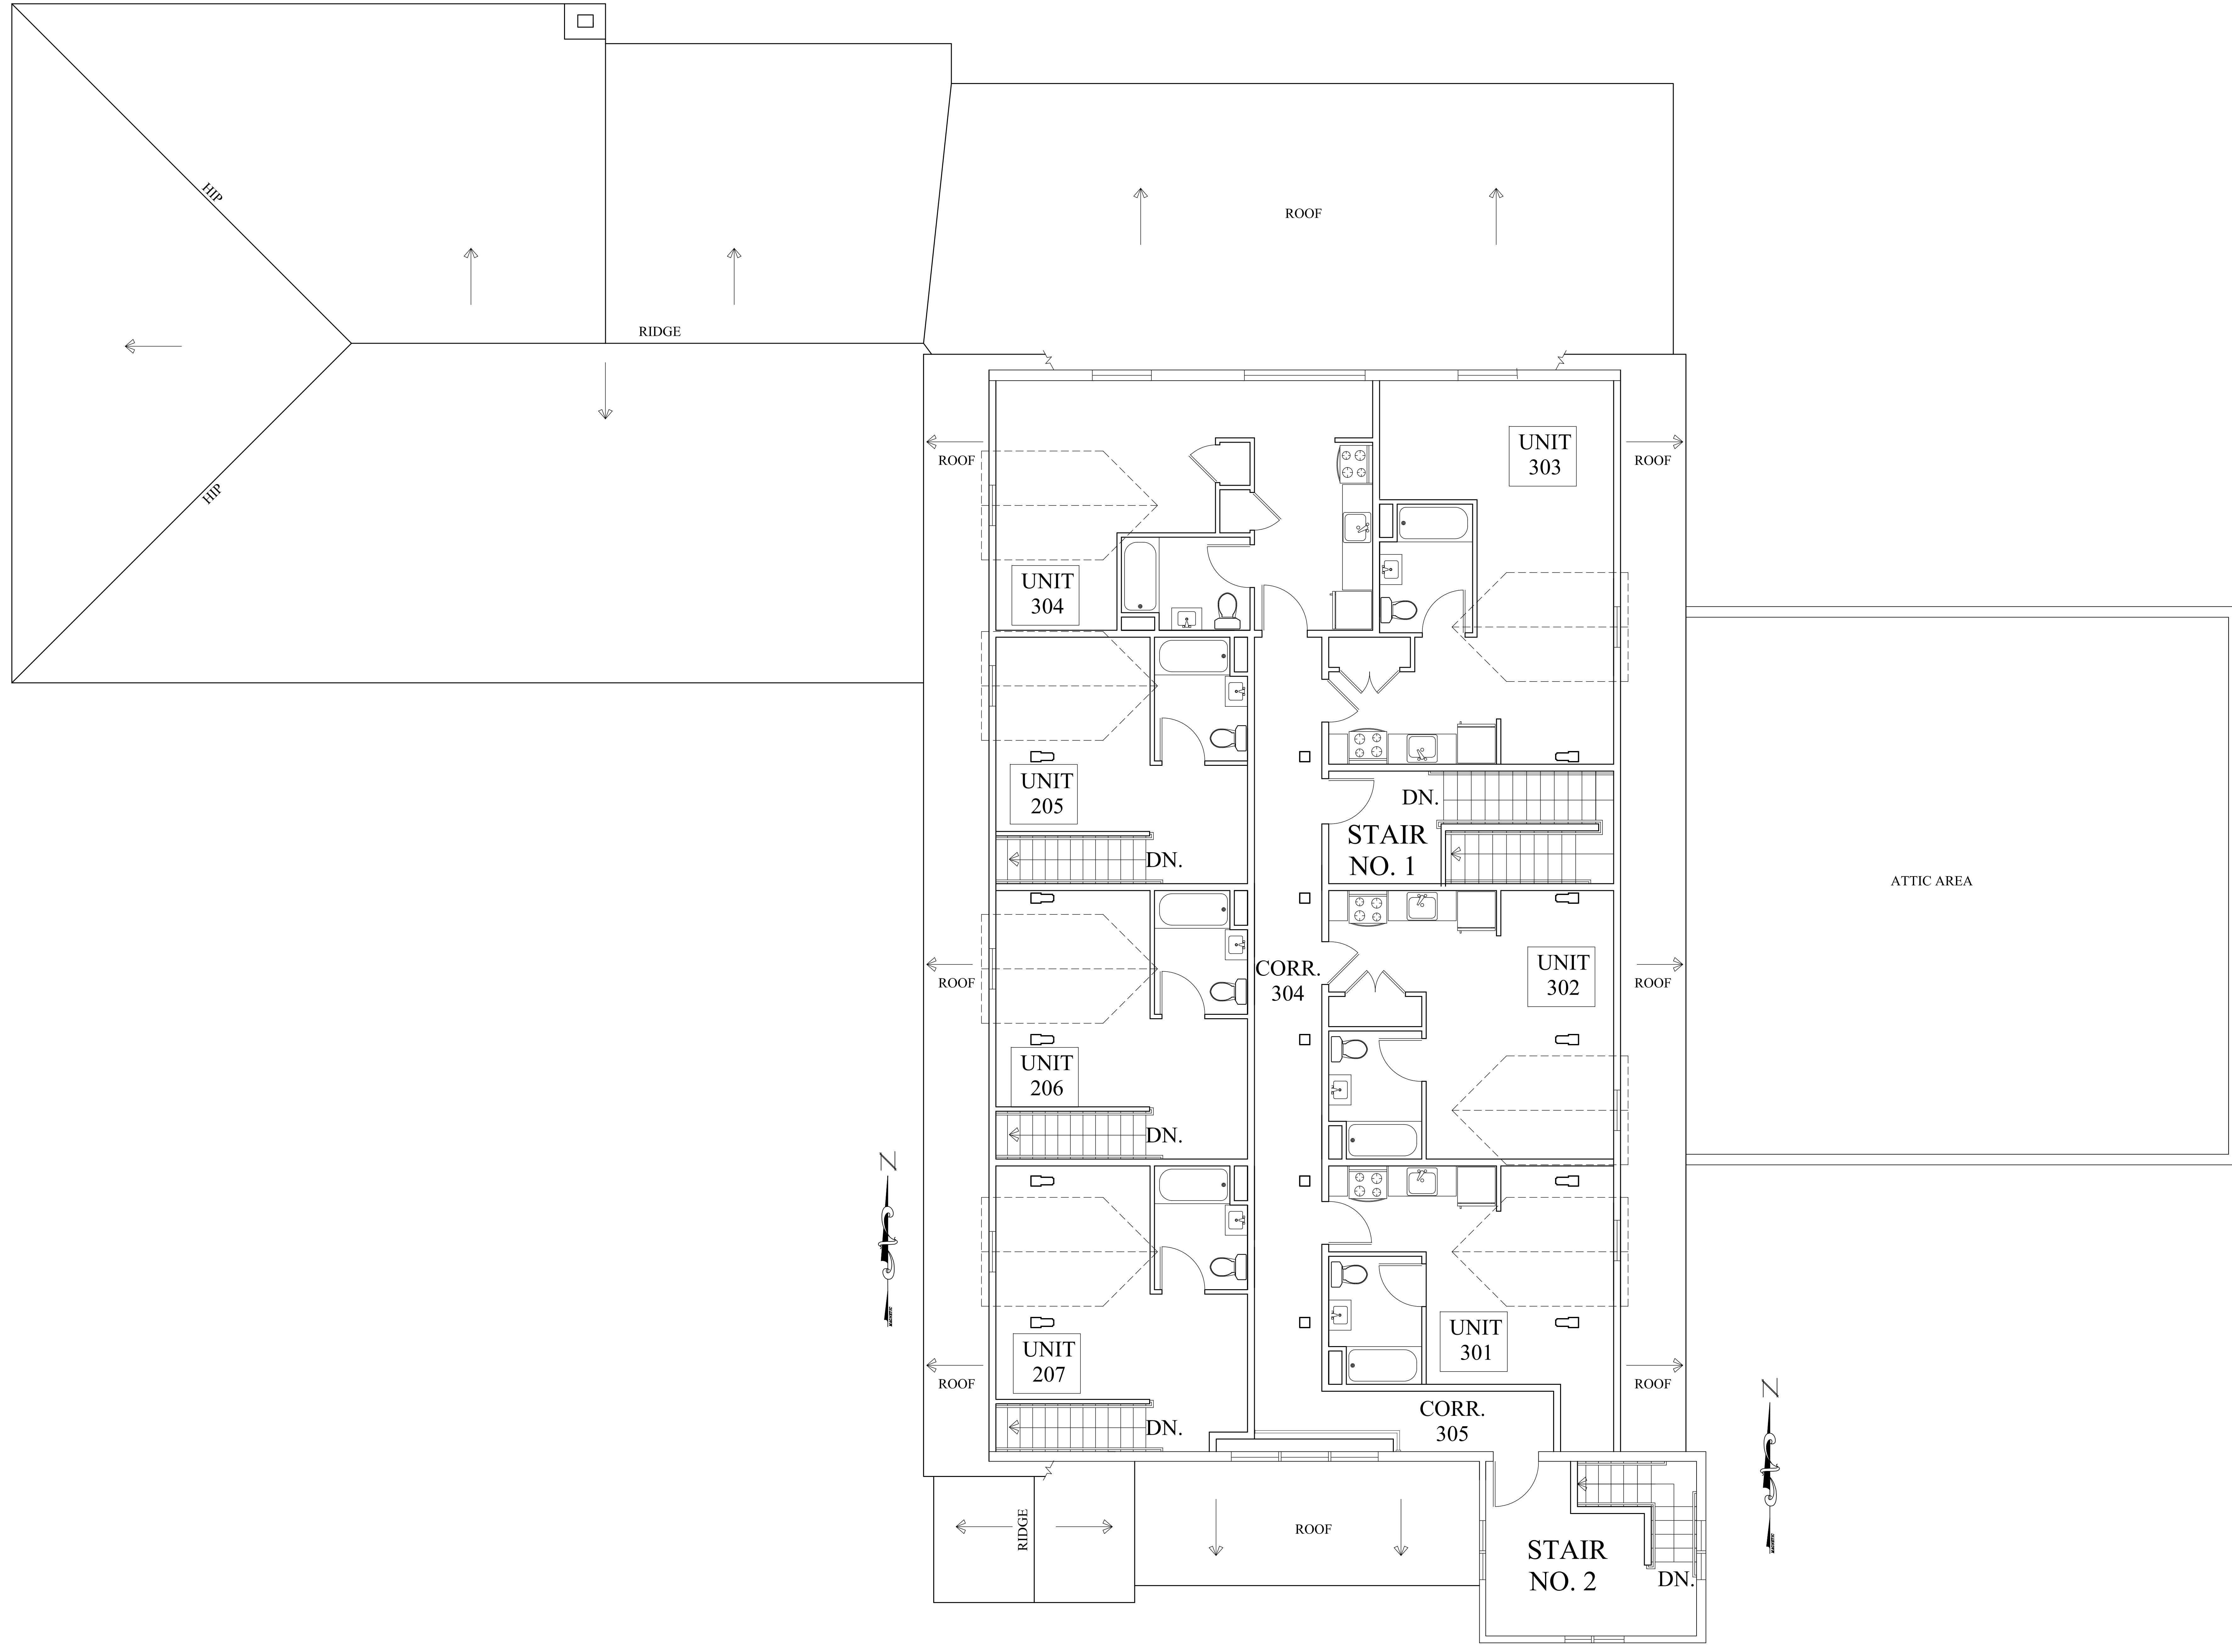 HIP
ROOF
RIDGE
UNIT
303
ROOF
ROOF
HIP
UNIT
304
UNIT
205
DN.
DN.
STAIR
NO. 1
ATTIC AREA
UNIT
302
CORR.
304
ROOF
ROOF
UNIT
206
DN.
N
MAGNETIC
UNIT
301
UNIT
207
ROOF
ROOF
N
CORR.
305
DN.
RIDGE
ROOF
STAIR
NO. 2
DN.
MAGNETIC